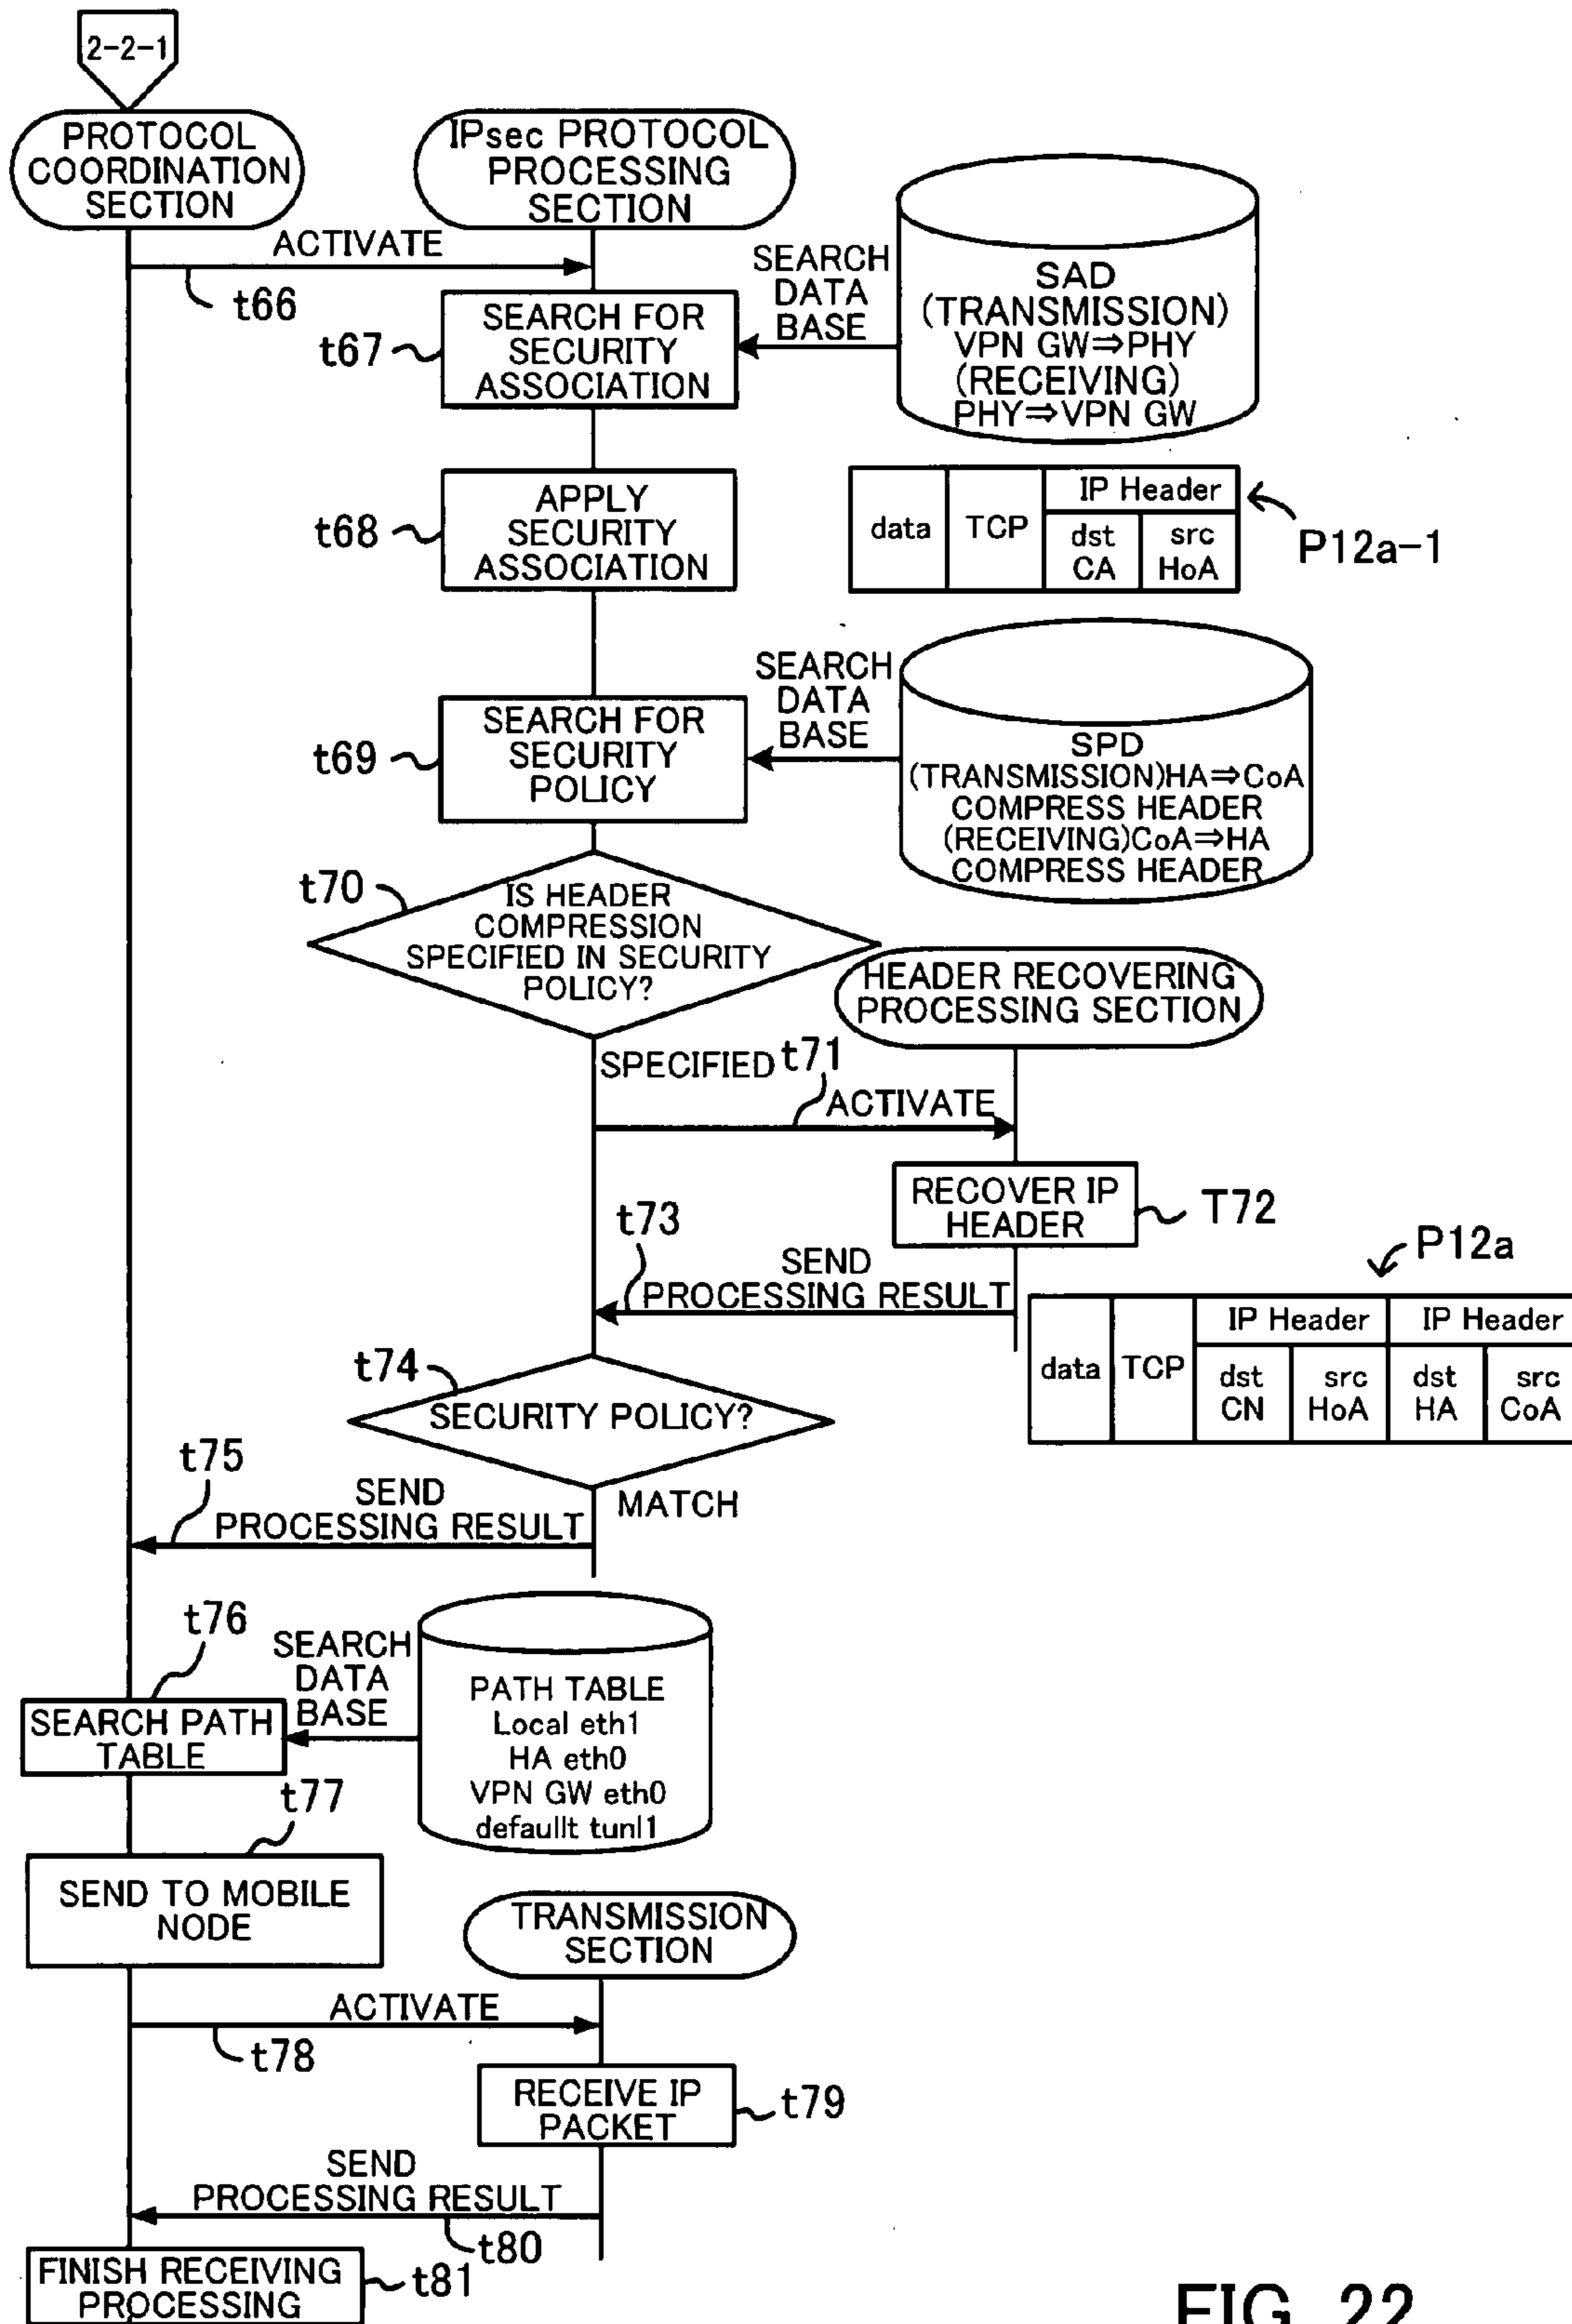 2-2-1
PROTOCOL
COORDINATION
SECTION
IPsec PROTOCOL
PROCESSING
SECTION
ACTIVATE
t66
SEARCH
DATA
BASE
SAD
(TRANSMISSION)
VPN GW⇒PHY
(RECEIVING)
PHY⇒VPN GW
t67
SEARCH FOR
SECURITY
ASSOCIATION
t68
APPLY
SECURITY
ASSOCIATION
data
TCP
IP Header
dst
CA
src
HoA
P12a-1
t69
SEARCH FOR
SECURITY
POLICY
SEARCH
DATA
BASE
SPD
(TRANSMISSION)HA⇒CoA
COMPRESS HEADER
(RECEIVING)CoA⇒HA
COMPRESS HEADER
t70
IS HEADER
COMPRESSION
SPECIFIED IN SECURITY
POLICY?
HEADER RECOVERING
PROCESSING SECTION
SPECIFIED
t71
ACTIVATE
RECOVER IP
HEADER
T72
t73
SEND
PROCESSING RESULT
P12a
data
TCP
IP Header
IP Header
dst
CN
src
HoA
dst
HA
src
CoA
t74
SECURITY POLICY?
MATCH
t75
SEND
PROCESSING RESULT
t76
SEARCH
DATA
BASE
PATH TABLE
Local eth1
HA eth0
VPN GW eth0
defaullt tunl1
SEARCH PATH
TABLE
t77
SEND TO MOBILE
NODE
TRANSMISSION
SECTION
ACTIVATE
t78
RECEIVE IP
PACKET
t79
SEND
PROCESSING RESULT
t80
FINISH RECEIVING
PROCESSING
t81
FIG. 22